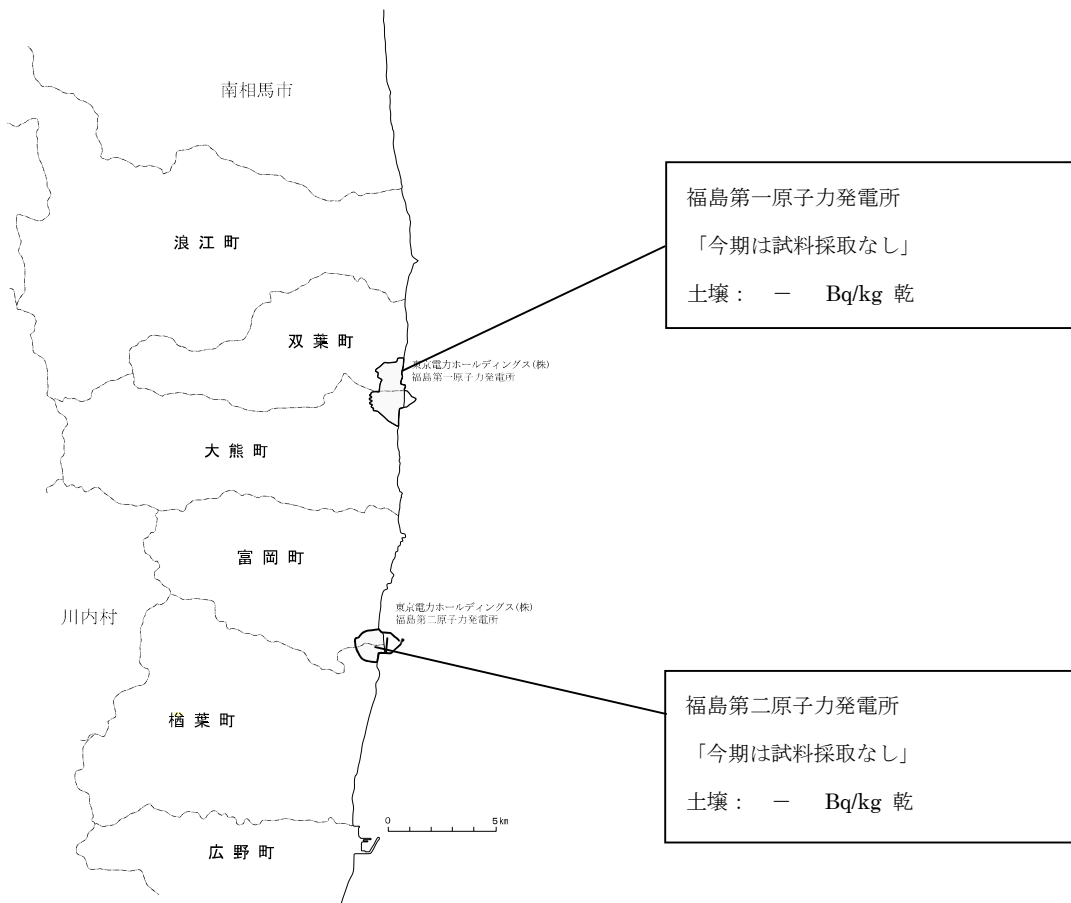 南相馬市
福島第一原子力発電所
「今期は試料採取なし」
土壌： － Bq/kg 乾
浪江町
双葉町
東京電力ホールディングス(株)
福島第一原子力発電所
大熊町
富岡町
東京電力ホールディングス(株)
福島第二原子力発電所
川内村
福島第二原子力発電所
「今期は試料採取なし」
土壌： － Bq/kg 乾
楢葉町
0 5km
広野町